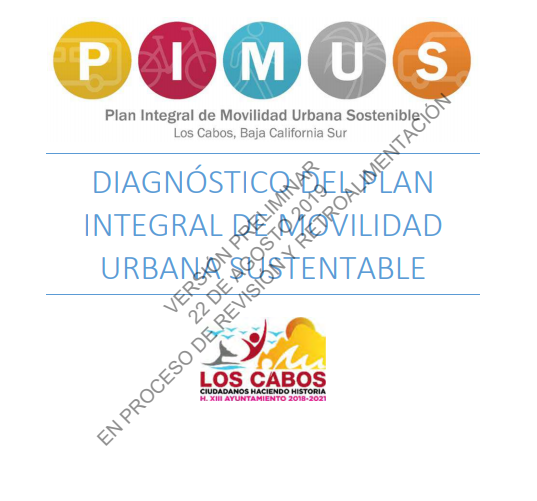 PIMUS
Plan Integral de Movilidad Urbana Sostenible
Los Cabos, Baja California Sur
DIAGNÓSTICO DEL PLAN
INTEGRAL DE MOVILIDAD
URBANA SUSTENTABLE
VERSIÓN PRELIMINAR
22 DE AGOSTO 2019
EN PROCESO DE REVISIÓN Y RETROALIMENTACIÓN
LOS CABOS
CIUDADANOS HACIENDO HISTORIA
H. XIII AYUNTAMIENTO 2018-2021